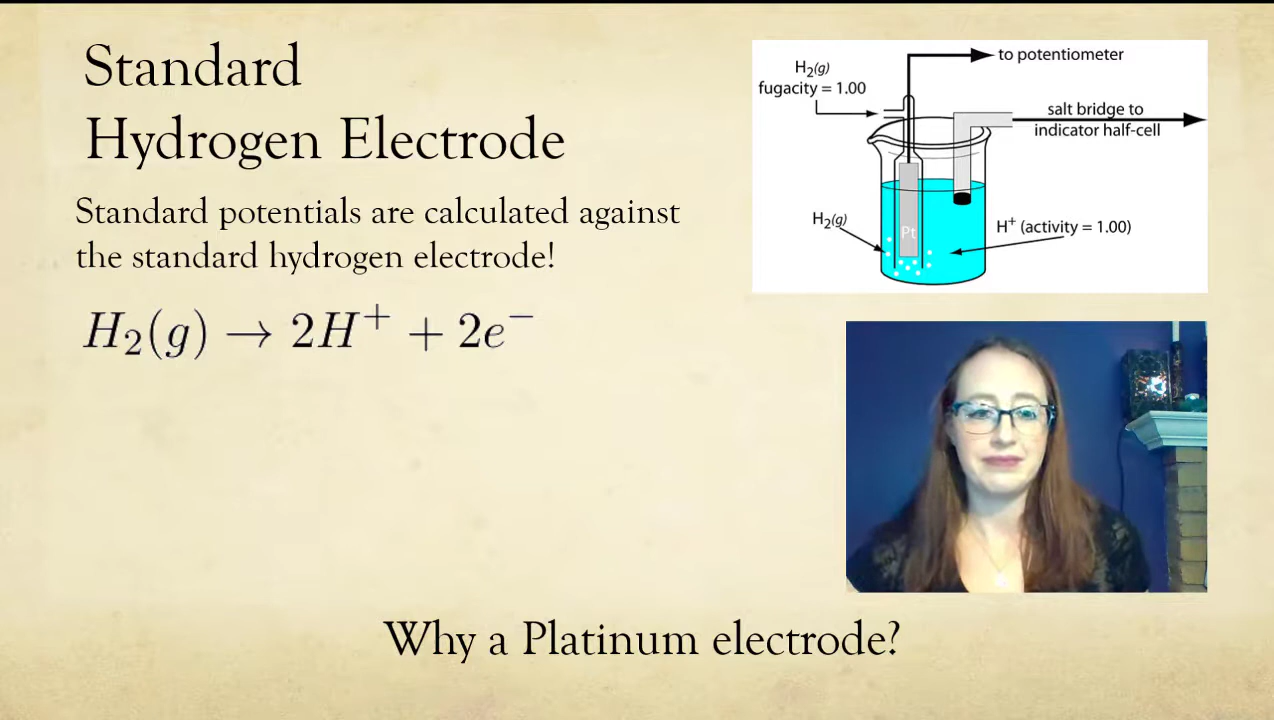 Standard
Hydrogen Electrode
Standard potentials are calculated against
the standard hydrogen electrode!
H₂(g) → 2H⁺ + 2e⁻
H₂(g)
fugacity = 1.00
to potentiometer
salt bridge to
indicator half-cell
H₂(g)
Pt
H⁺ (activity = 1.00)
Why a Platinum electrode?